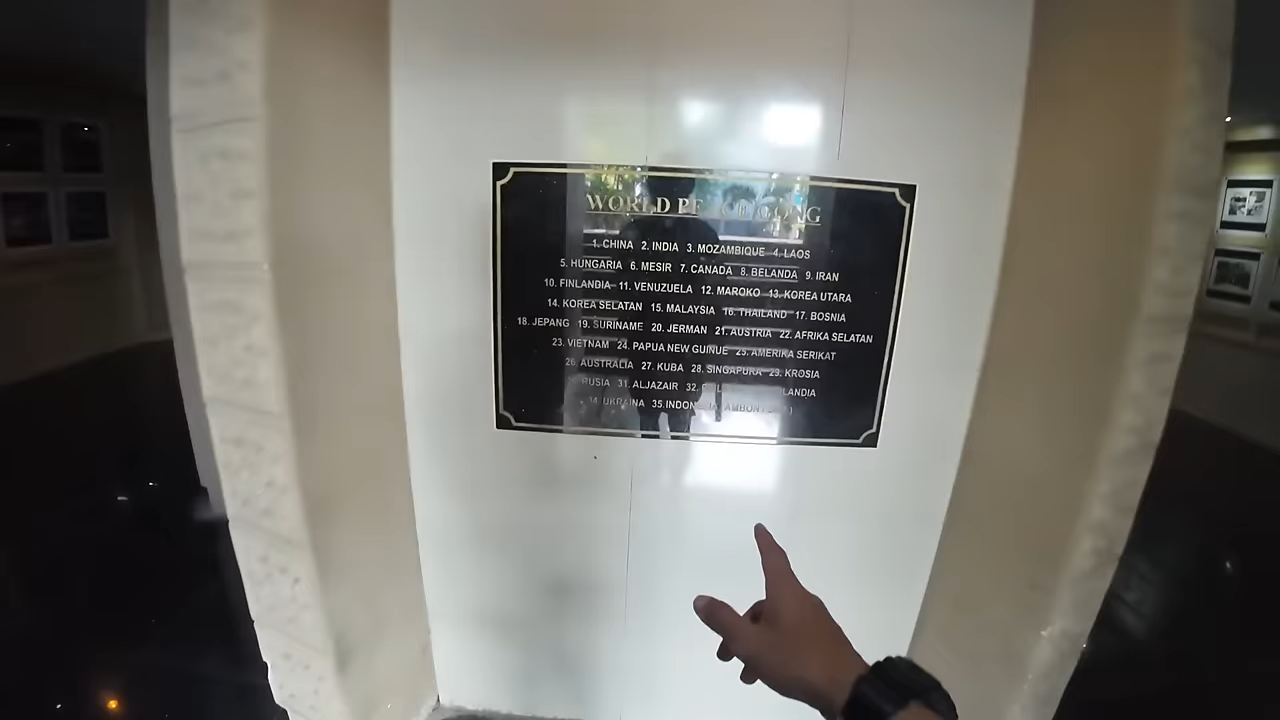 WORLD PEACE GONG
1. CHINA 2. INDIA 3. MOZAMBIQUE 4. LAOS
5. HUNGARIA 6. MESIR 7. CANADA 8. BELANDA 9. IRAN
10. FINLANDIA 11. VENUZUELA 12. MAROKO 13. KOREA UTARA
14. KOREA SELATAN 15. MALAYSIA 16. THAILAND 17. BOSNIA
18. JEPANG 19. SURINAME 20. JERMAN 21. AUSTRIA 22. AFRIKA SELATAN
23. VIETNAM 24. PAPUA NEW GUINUE 25. AMERIKA SERIKAT
26. AUSTRALIA 27. KUBA 28. SINGAPURA 29. KROSIA
RUSIA 31. ALJAZAIR 32.
34. UKRAINA 35. INDONESIA AMBON